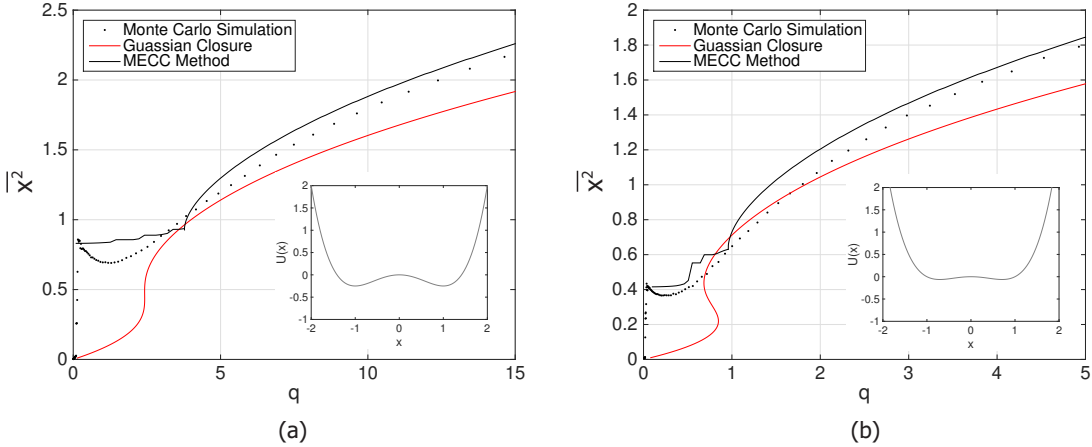 Monte Carlo Simulation
Guassian Closure
MECC Method
2.5
2
1.5
1
0.5
0
0 5 10 15
x²
q
2
1.5
1
0.5
0
-0.5
-1
-2 -1 0 1 2
U(x)
x
(a)
Monte Carlo Simulation
Guassian Closure
MECC Method
2
1.8
1.6
1.4
1.2
1
0.8
0.6
0.4
0.2
0
0 1 2 3 4 5
x²
q
2
1.5
1
0.5
0
-0.5
-1
-2 -1 0 1 2
U(x)
x
(b)